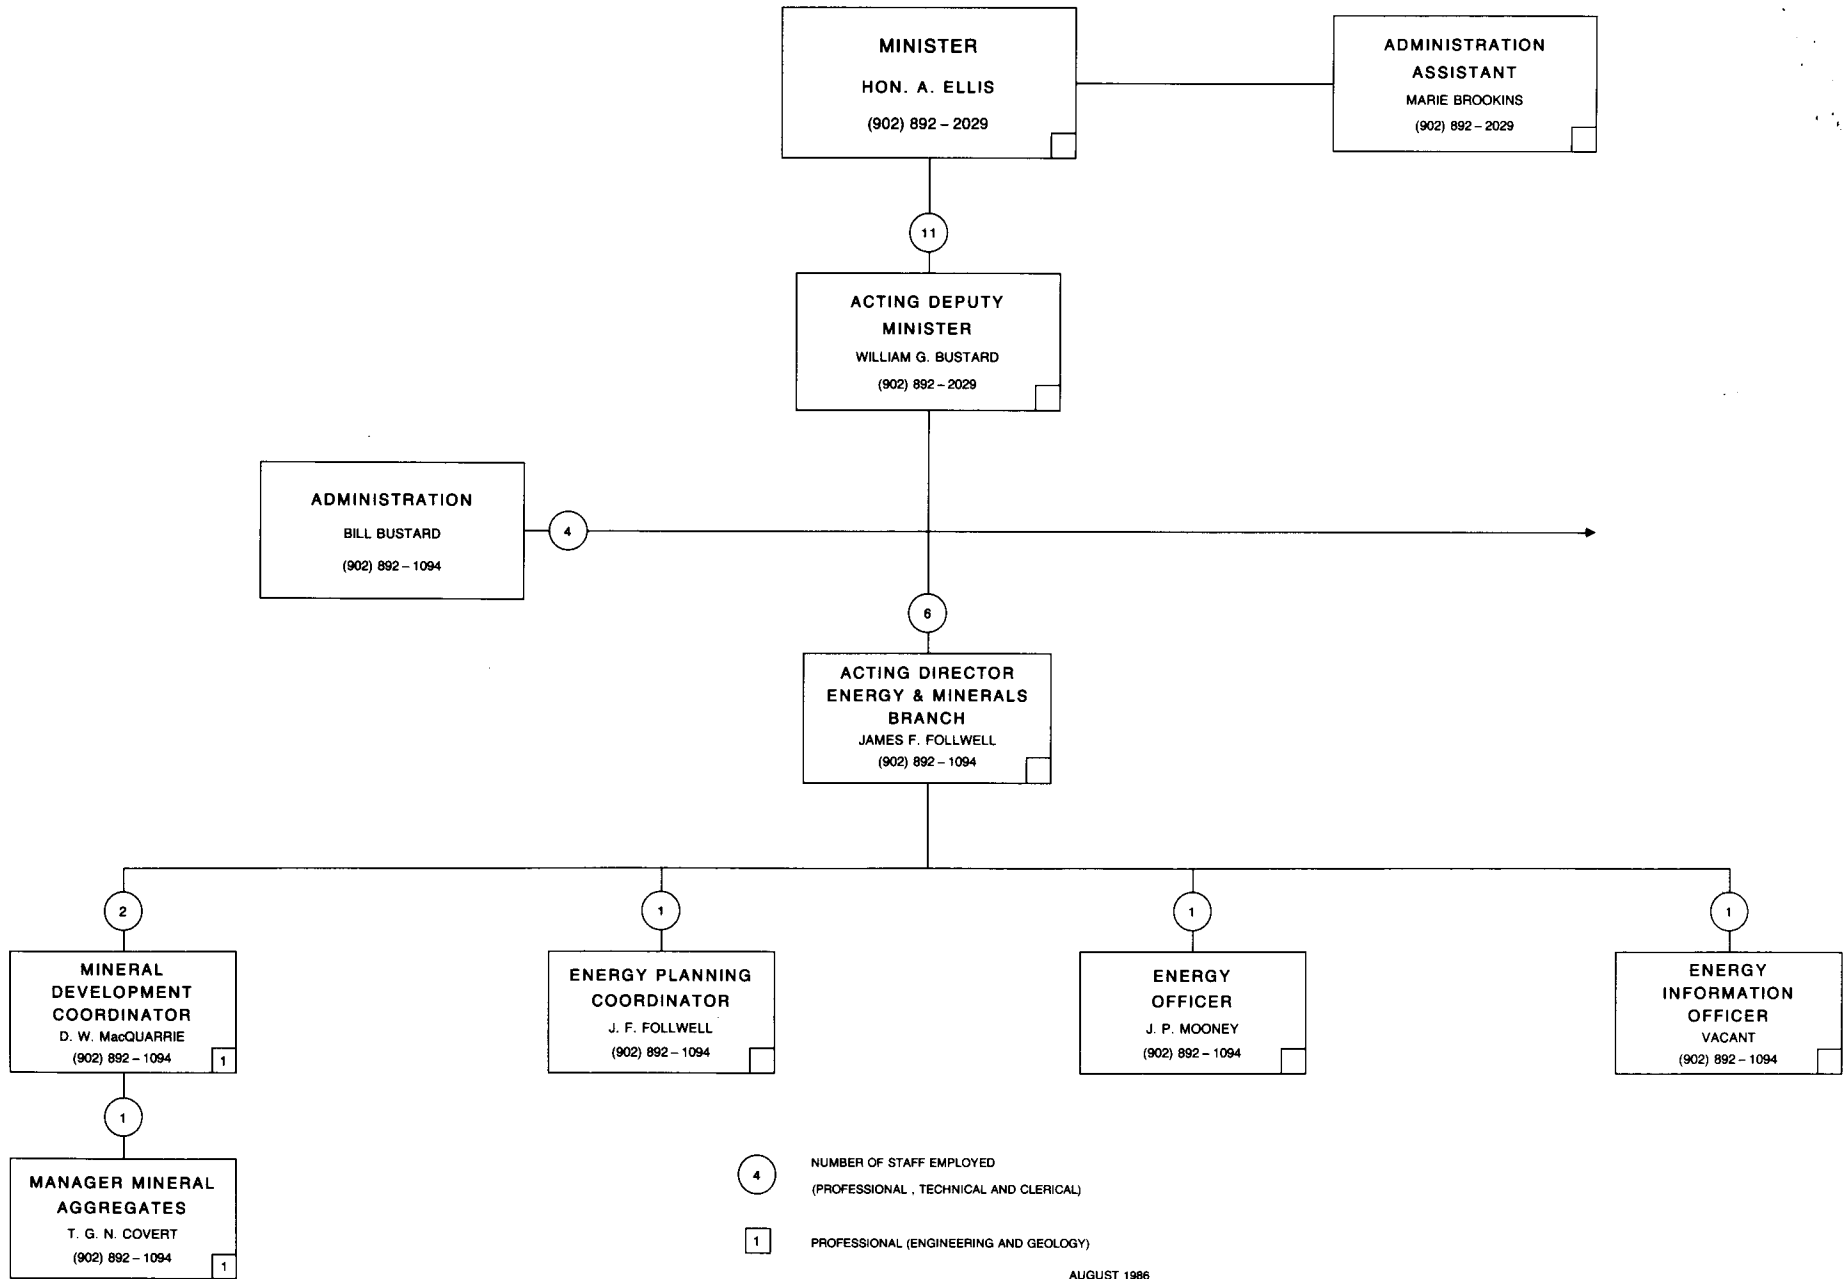 MINISTER
HON. A. ELLIS
(902) 892 – 2029
ADMINISTRATION
ASSISTANT
MARIE BROOKINS
(902) 892 – 2029
11
ACTING DEPUTY
MINISTER
WILLIAM G. BUSTARD
(902) 892 – 2029
ADMINISTRATION
BILL BUSTARD
(902) 892 – 1094
4
6
ACTING DIRECTOR
ENERGY & MINERALS
BRANCH
JAMES F. FOLLWELL
(902) 892 – 1094
2
MINERAL
DEVELOPMENT
COORDINATOR
D. W. MacQUARRIE
(902) 892 – 1094
1
1
MANAGER MINERAL
AGGREGATES
T. G. N. COVERT
(902) 892 – 1094
1
1
ENERGY PLANNING
COORDINATOR
J. F. FOLLWELL
(902) 892 – 1094
1
ENERGY
OFFICER
J. P. MOONEY
(902) 892 – 1094
1
ENERGY
INFORMATION
OFFICER
VACANT
(902) 892 – 1094
4
NUMBER OF STAFF EMPLOYED
(PROFESSIONAL , TECHNICAL AND CLERICAL)
1
PROFESSIONAL (ENGINEERING AND GEOLOGY)
AUGUST 1986